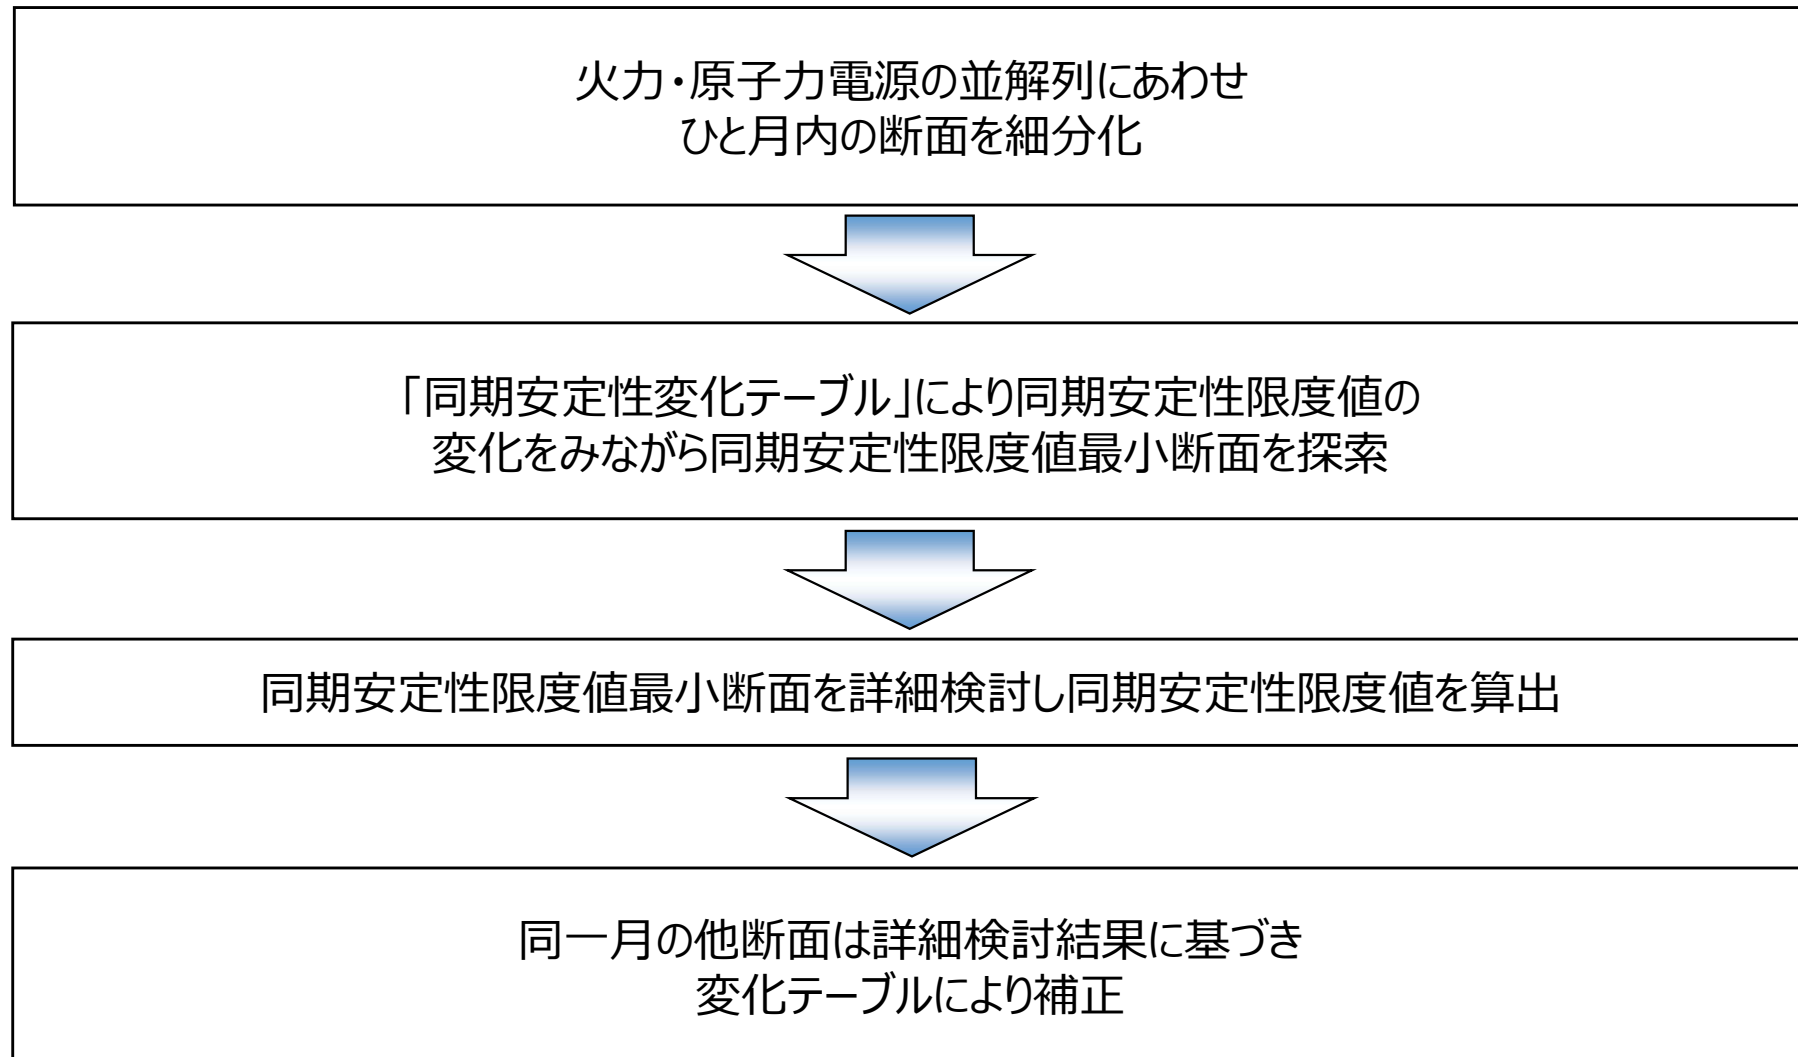 火力・原子力電源の並解列にあわせ
ひと月内の断面を細分化
「同期安定性変化テーブル」により同期安定性限度値の
変化をみながら同期安定性限度値最小断面を探索
同期安定性限度値最小断面を詳細検討し同期安定性限度値を算出
同一月の他断面は詳細検討結果に基づき
変化テーブルにより補正